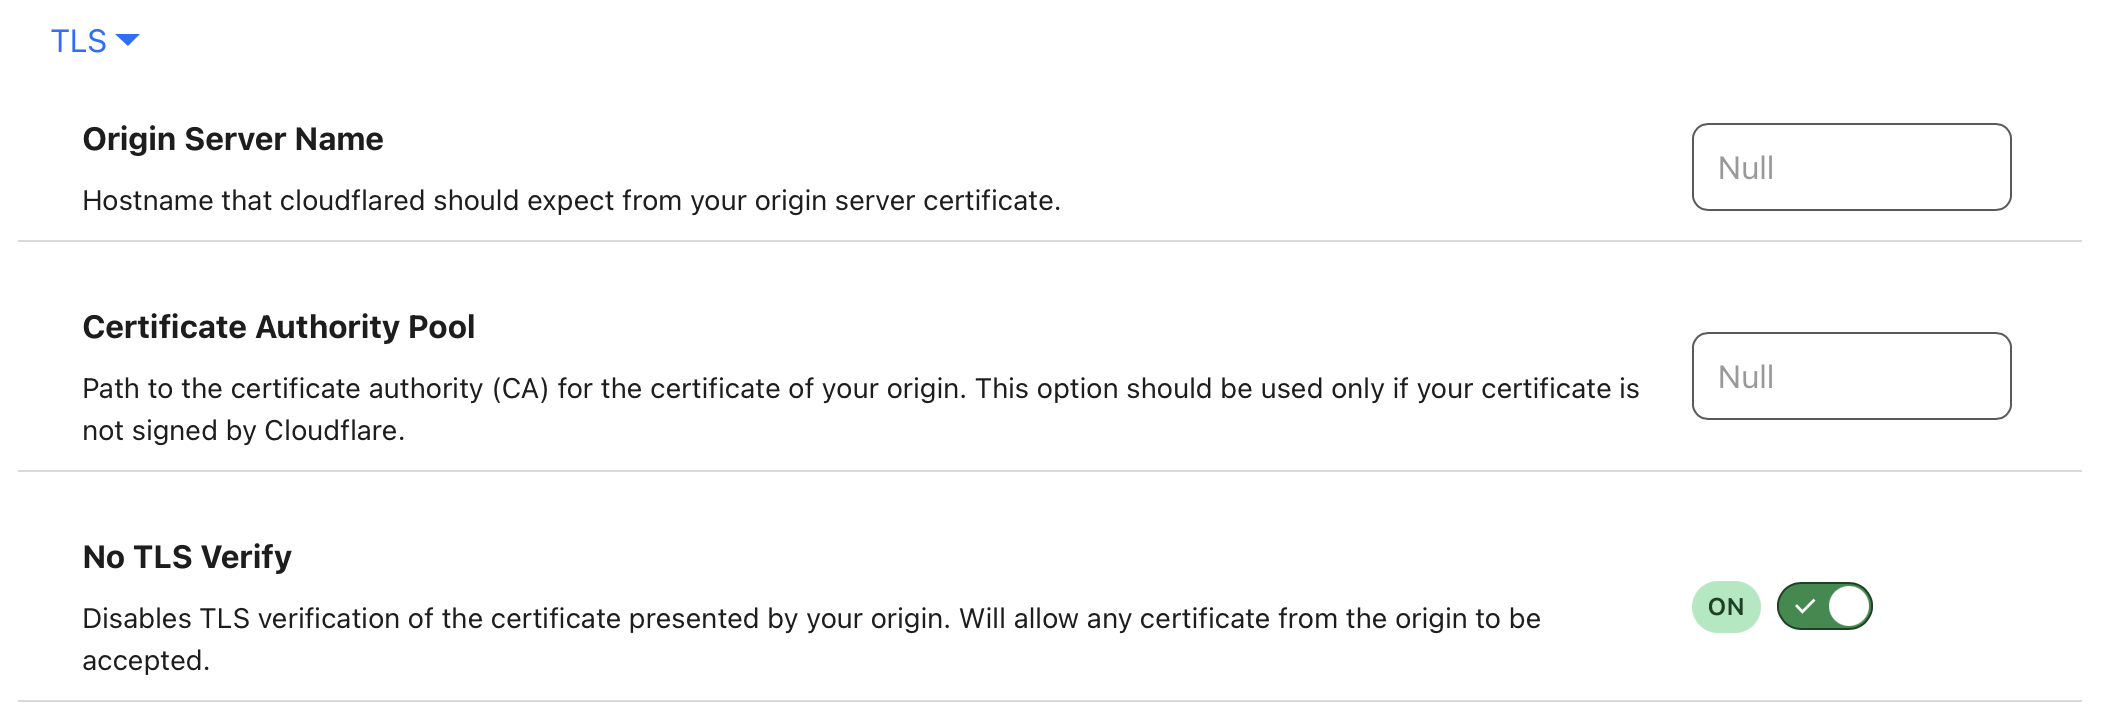 TLS
Origin Server Name
Null
Hostname that cloudflared should expect from your origin server certificate.
Certificate Authority Pool
Null
Path to the certificate authority (CA) for the certificate of your origin. This option should be used only if your certificate is
not signed by Cloudflare.
No TLS Verify
ON
Disables TLS verification of the certificate presented by your origin. Will allow any certificate from the origin to be
accepted.